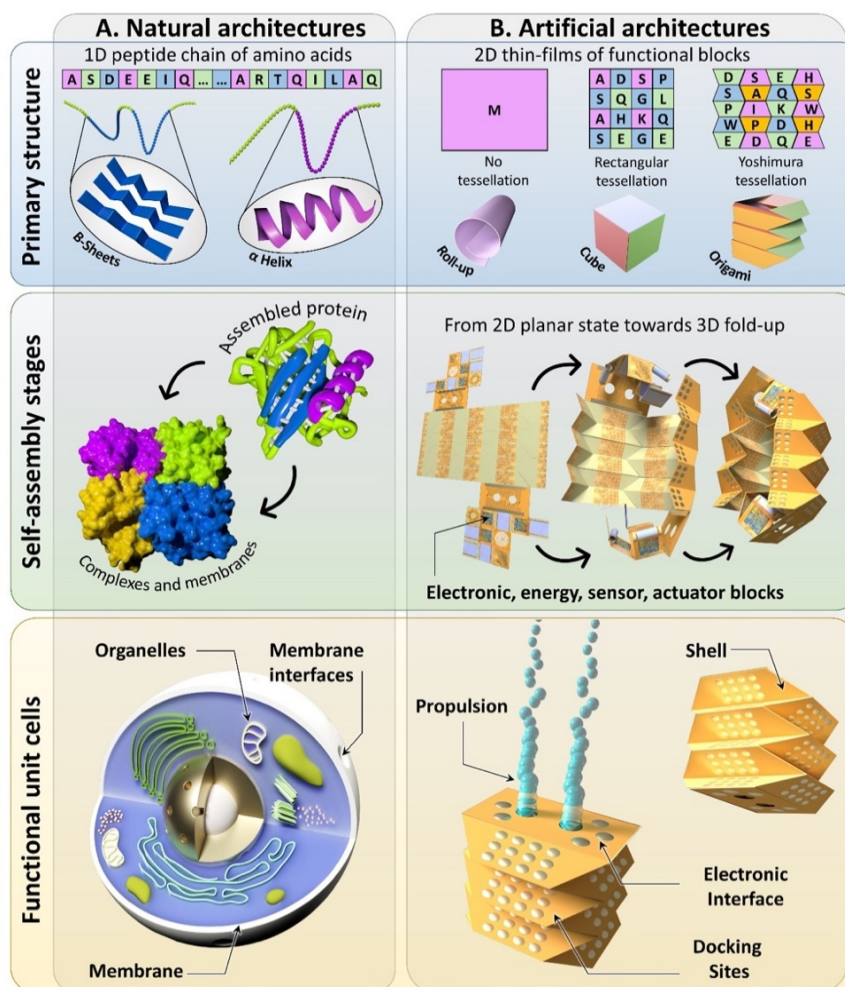 A. Natural architectures
B. Artificial architectures
Primary structure
1D peptide chain of amino acids
A S D E E I Q … … A R T Q I L A Q
B-Sheets
α Helix
2D thin-films of functional blocks
M
A D S P
S Q G L
A H K Q
S E G E
D S E H
S A Q S
P I K W
W P D H
E D Q E
No
tessellation
Rectangular
tessellation
Yoshimura
tessellation
Roll-up
Cube
Origami
Self-assembly stages
Assembled protein
Complexes and membranes
From 2D planar state towards 3D fold-up
Electronic, energy, sensor, actuator blocks
Functional unit cells
Organelles
Membrane
interfaces
Membrane
Propulsion
Shell
Electronic
Interface
Docking
Sites